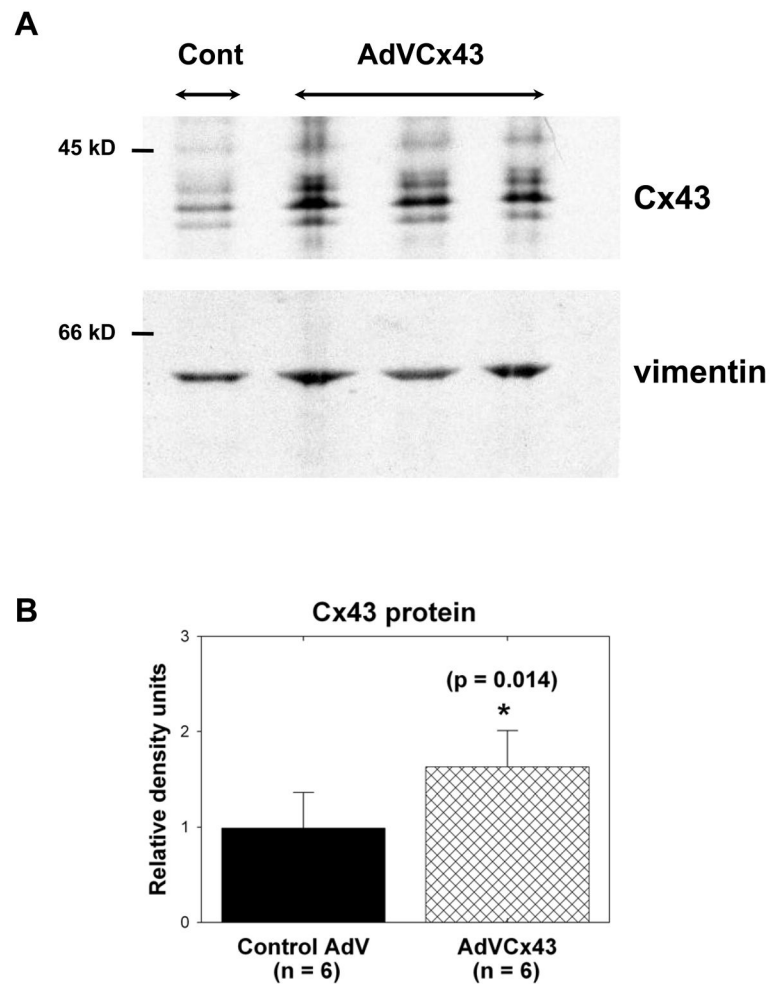 A
Cont
AdVCx43
45 kD
Cx43
66 kD
vimentin
B
Cx43 protein
Relative density units
3
2
1
0
(p = 0.014)
*
Control AdV
(n = 6)
AdVCx43
(n = 6)